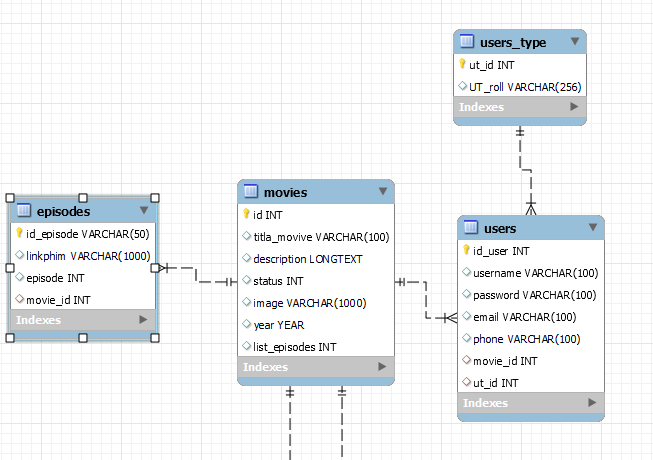 users_type
ut_id INT
UT_roll VARCHAR(256)
Indexes
episodes
id_episode VARCHAR(50)
linkphim VARCHAR(1000)
episode INT
movie_id INT
Indexes
movies
id INT
titla_movive VARCHAR(100)
description LONGTEXT
status INT
image VARCHAR(1000)
year YEAR
list_episodes INT
Indexes
users
id_user INT
username VARCHAR(100)
password VARCHAR(100)
email VARCHAR(100)
phone VARCHAR(100)
movie_id INT
ut_id INT
Indexes